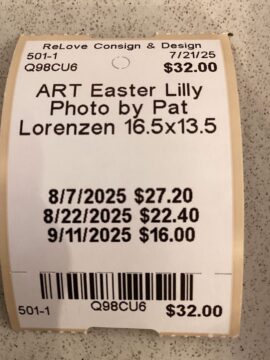 ReLove Consign & Design
501-1 7/21/25
Q98CU6 $32.00
ART Easter Lilly
Photo by Pat
Lorenzen 16.5x13.5
8/7/2025 $27.20
8/22/2025 $22.40
9/11/2025 $16.00
501-1 Q98CU6 $32.00